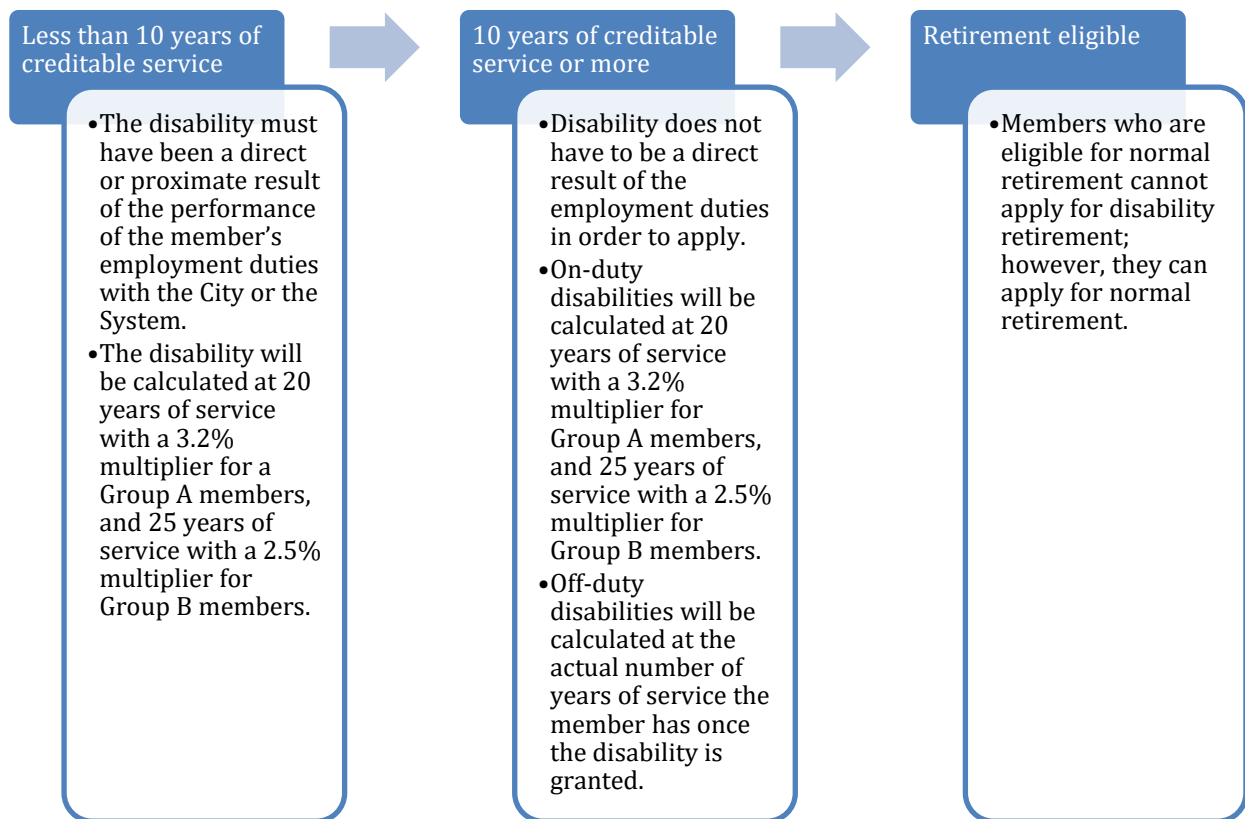 Less than 10 years of
creditable service
•The disability must
have been a direct
or proximate result
of the performance
of the member’s
employment duties
with the City or the
System.
•The disability will
be calculated at 20
years of service
with a 3.2%
multiplier for a
Group A members,
and 25 years of
service with a 2.5%
multiplier for
Group B members.
10 years of creditable
service or more
•Disability does not
have to be a direct
result of the
employment duties
in order to apply.
•On-duty
disabilities will be
calculated at 20
years of service
with a 3.2%
multiplier for
Group A members,
and 25 years of
service with a 2.5%
multiplier for
Group B members.
•Off-duty
disabilities will be
calculated at the
actual number of
years of service the
member has once
the disability is
granted.
Retirement eligible
•Members who are
eligible for normal
retirement cannot
apply for disability
retirement;
however, they can
apply for normal
retirement.